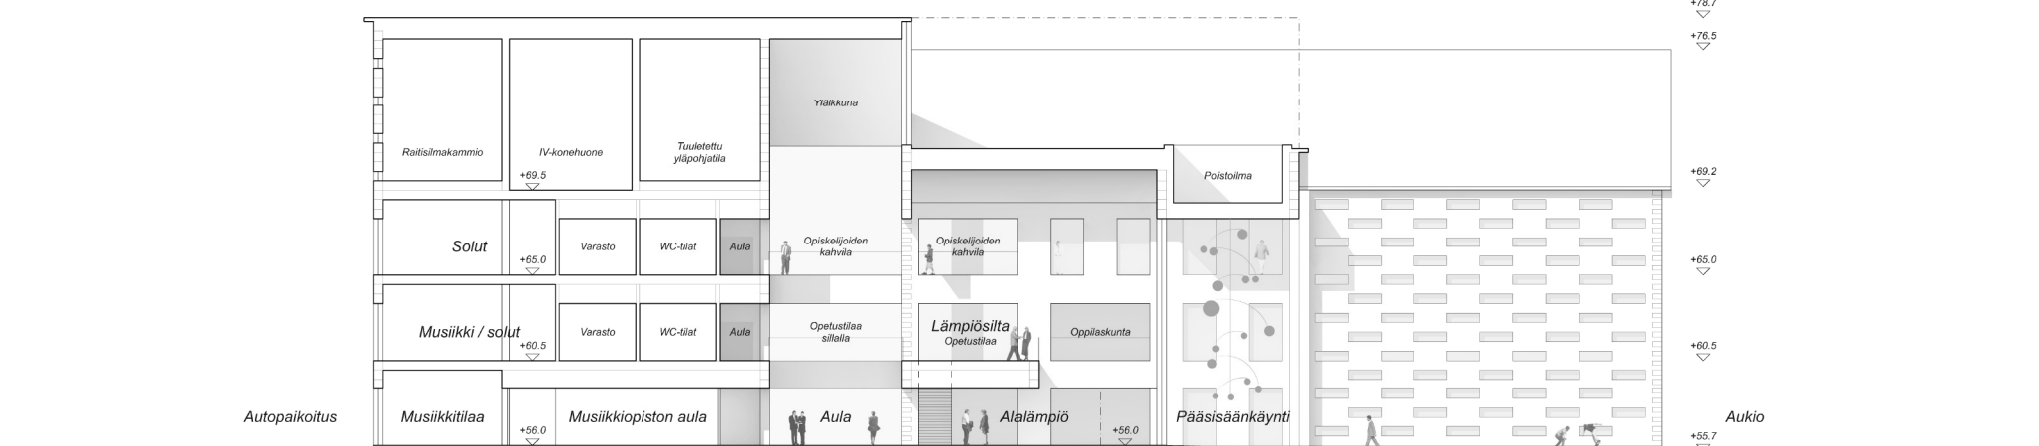 +78.7
+76.5
Yläikkuna
Raitisilmakammio
IV-konehuone
Tuuletettu
yläpohjatila
+69.5
Poistoilma
+69.2
Solut
+65.0
Varasto
WC-tilat
Aula
Opiskelijoiden
kahvila
Opiskelijoiden
kahvila
+65.0
Musiikki / solut
+60.5
Varasto
WC-tilat
Aula
Opetustilaa
sillalla
Lämpiösilta
Opetustilaa
Oppilaskunta
+60.5
Autopaikoitus
Musiikkitilaa
+56.0
Musiikkiopiston aula
Aula
Alalämpiö
+56.0
Pääsisäänkäynti
Aukio
+55.7